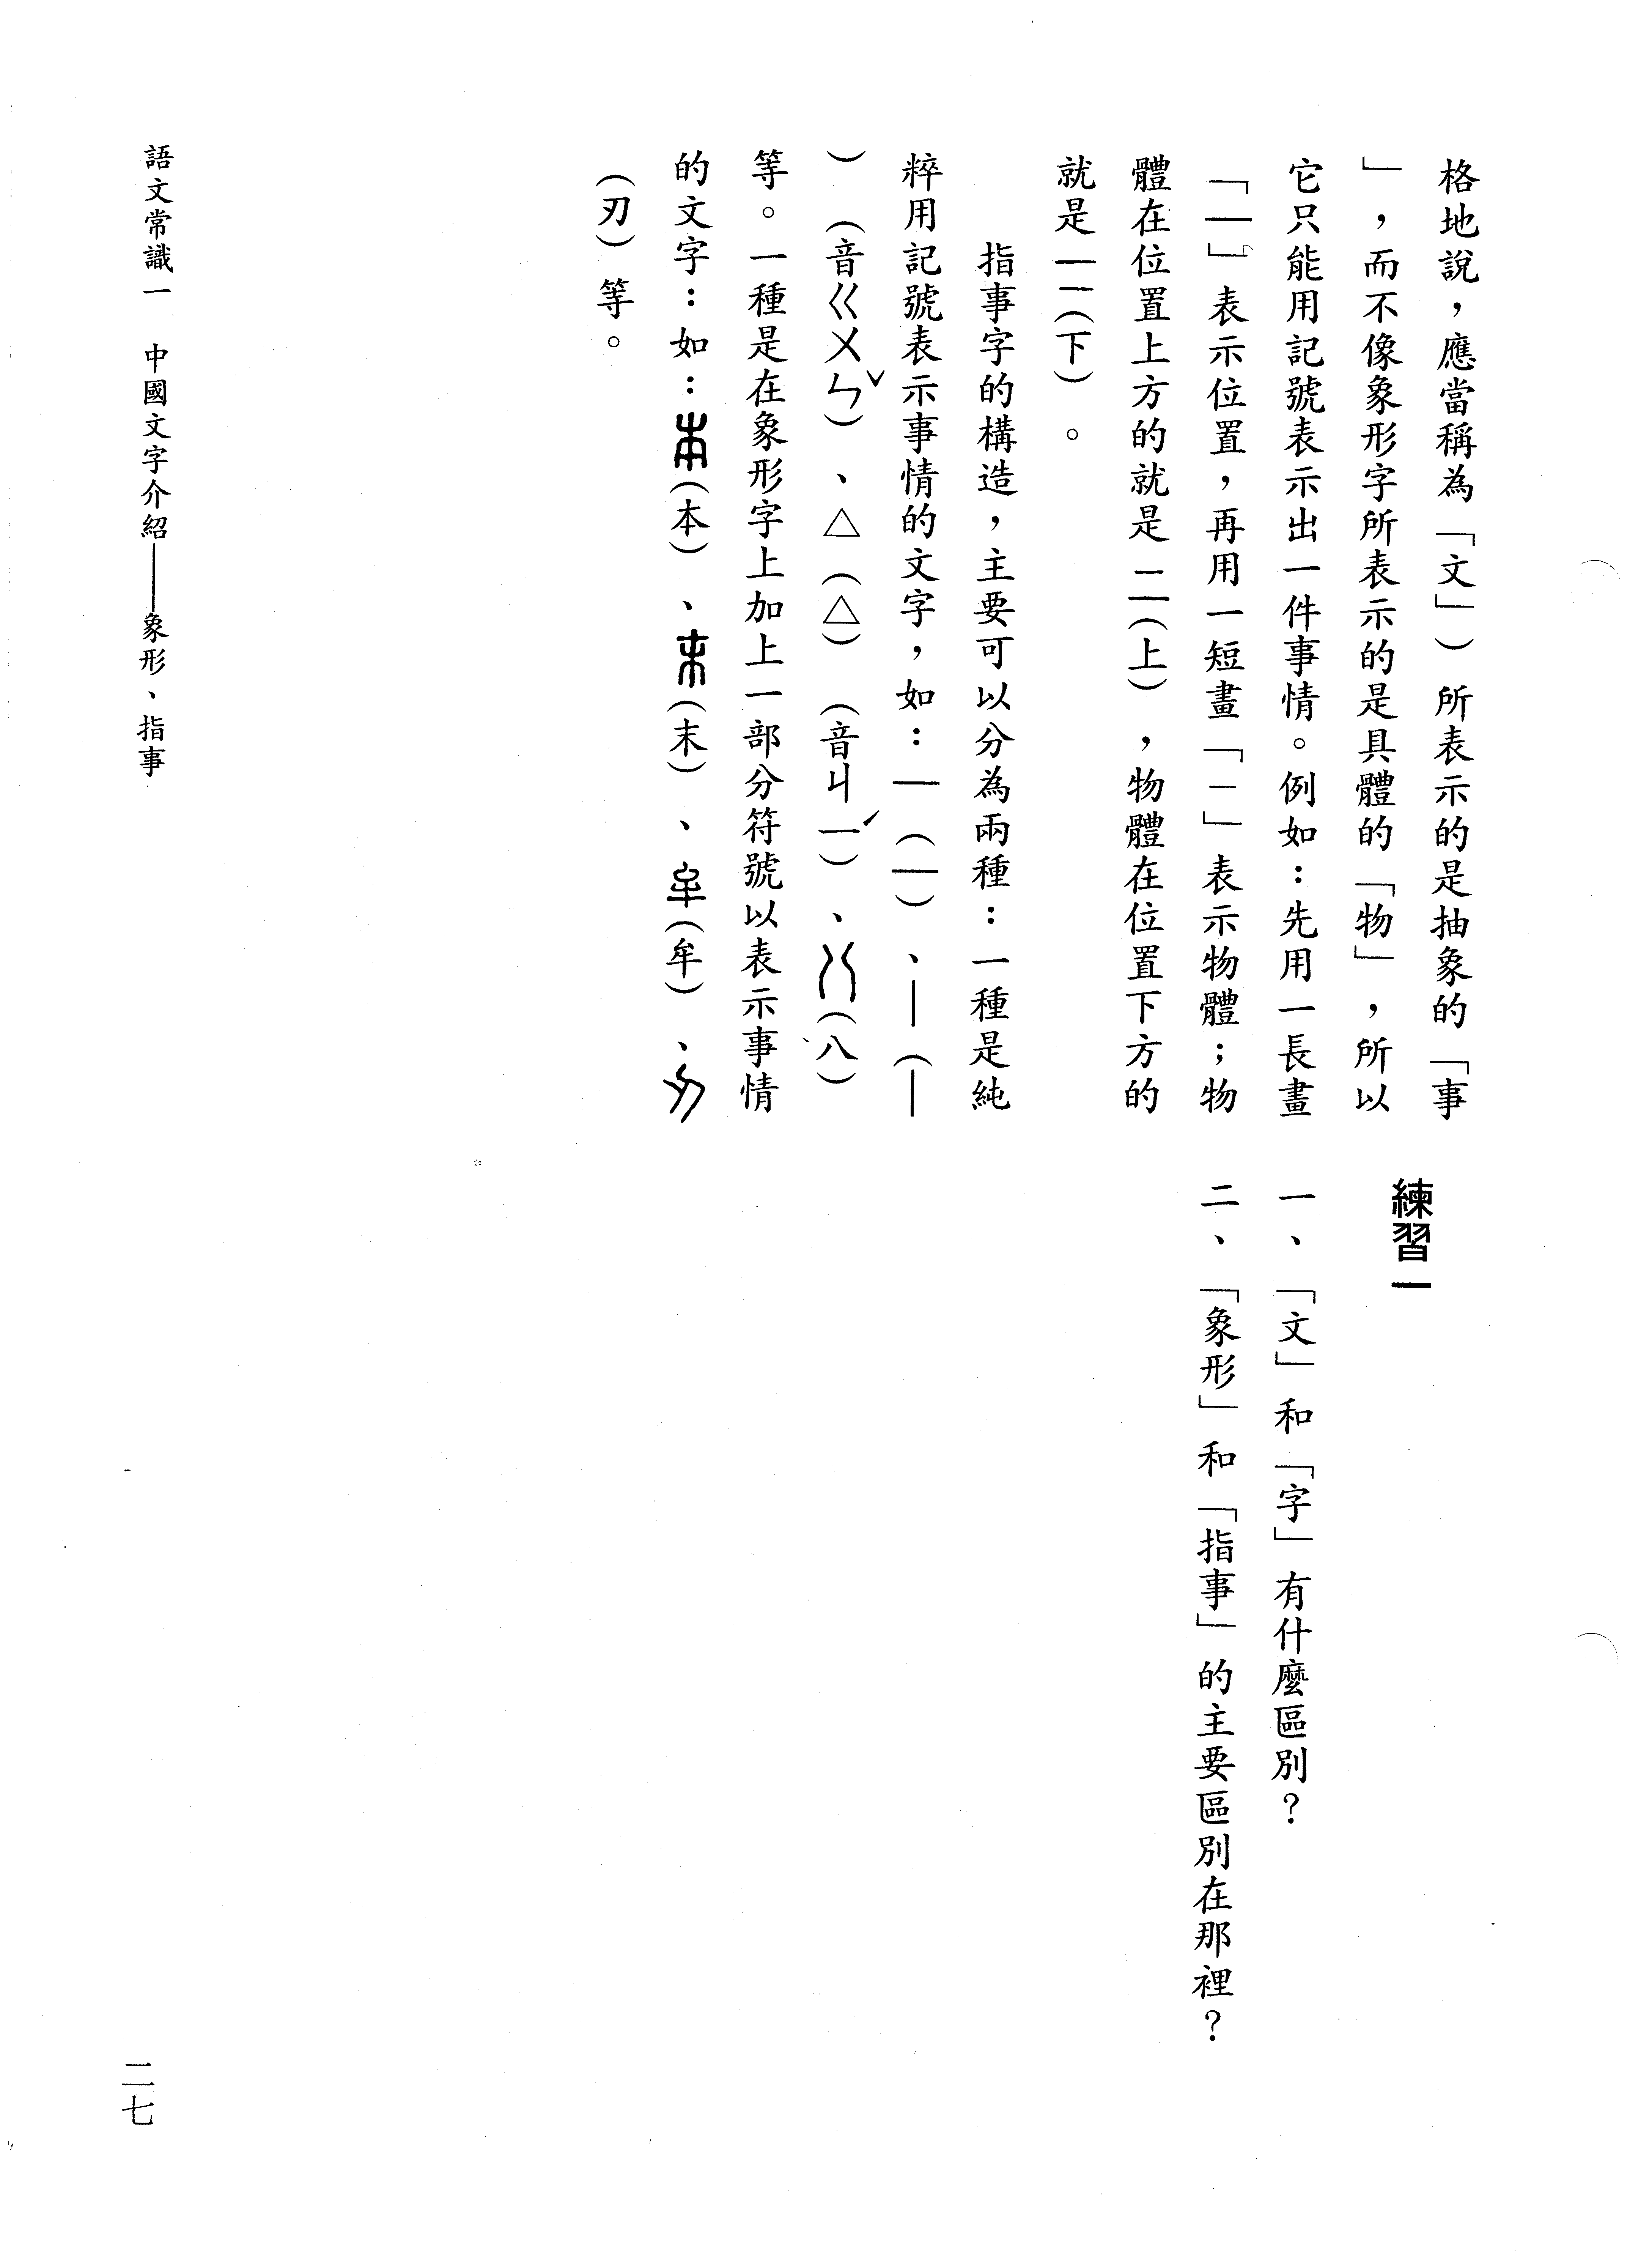 格地說，應當稱為「文」）所表示的是抽象的「事
」，而不像象形字所表示的是具體的「物」，所以
它只能用記號表示出一件事情。例如：先用一長畫
「一」表示位置，再用一短畫「-」表示物體；物
體在位置上方的就是二（上），物體在位置下方的
就是二（下）。
指事字的構造，主要可以分為兩種：一種是純
粹用記號表示事情的文字，如：一（一）、丨（丨
）（音ㄍㄨㄣˇ）、△（△）（音ㄐㄧˊ）、八（八）
等。一種是在象形字上加上一部分符號以表示事情
的文字：如：本（本）、末（末）、牟（牟）、刃
（刃）等。
練習一
一、「文」和「字」有什麼區別？
二、「象形」和「指事」的主要區別在那裡？
語文常識一　中國文字介紹——象形、指事
二七